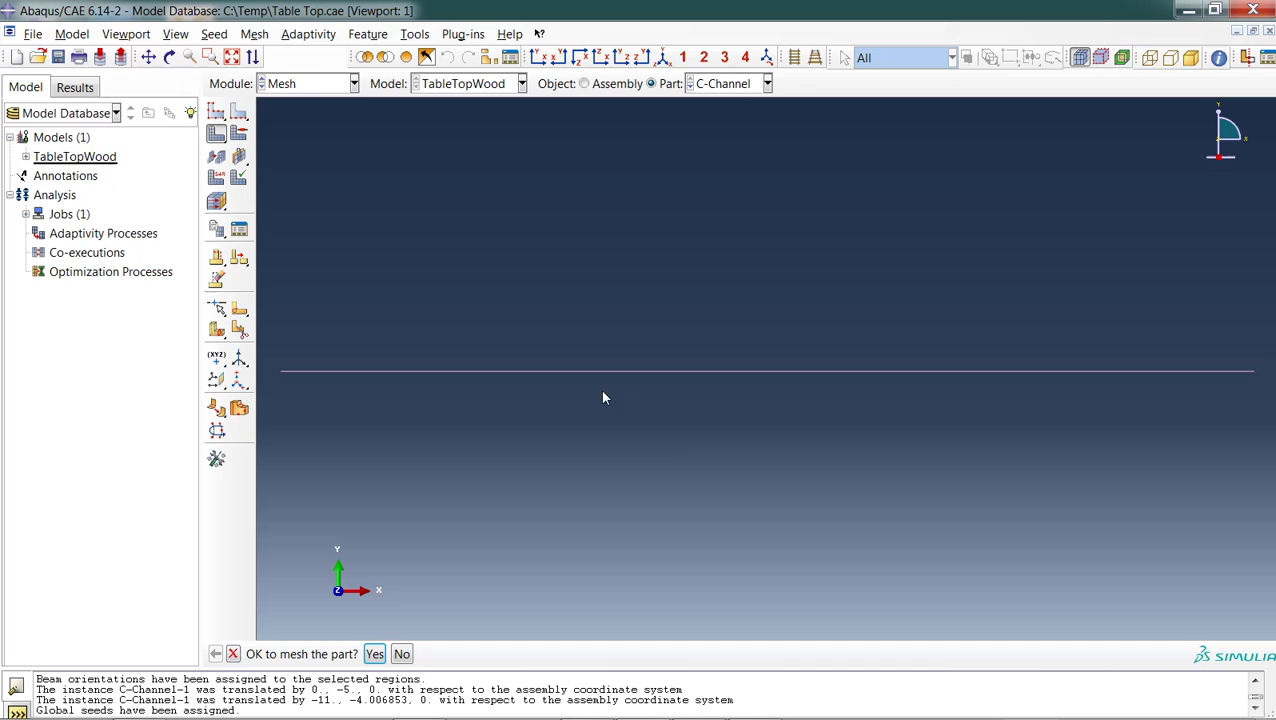 Abaqus/CAE 6.14-2 - Model Database: C:\Temp\Table Top.cae [Viewport: 1]
File Model Viewport View Seed Mesh Adaptivity Feature Tools Plug-ins Help
1 2 3 4 All
Model Results Module: Mesh Model: TableTopWood Object: Assembly Part: C-Channel
Model Database
Models (1)
TableTopWood
Annotations
Analysis
Jobs (1)
Adaptivity Processes
Co-executions
Optimization Processes
(XYZ)
Y
X
Y
Z X
OK to mesh the part? Yes No
SIMULIA
Beam orientations have been assigned to the selected regions.
The instance C-Channel-1 was translated by 0., -5., 0. with respect to the assembly coordinate system
The instance C-Channel-1 was translated by -11., -4.006853, 0. with respect to the assembly coordinate system
Global seeds have been assigned.
>>>